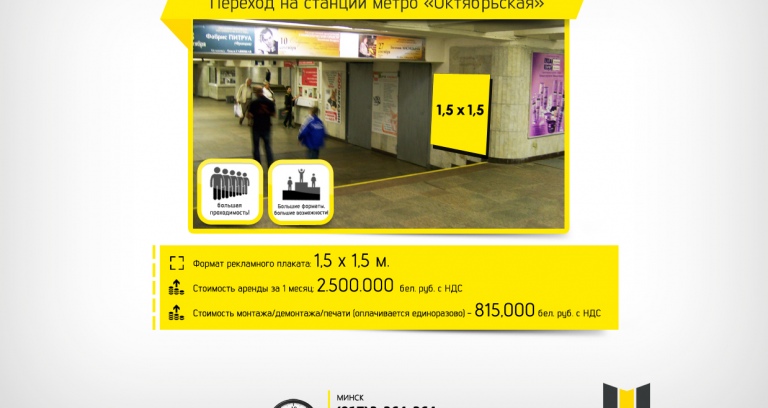 Переход на станции метро «Октябрьская»
Фабрис ПИТРУА
1,5 x 1,5
большая
проходимость!
Большие форматы,
большие возможности
Формат рекламного плаката: 1,5 x 1,5 м.
Стоимость аренды за 1 месяц: 2.500.000 бел. руб. с НДС
Стоимость монтажа/демонтажа/печати (оплачивается единоразово) – 815,000 бел. руб. с НДС
МИНСК